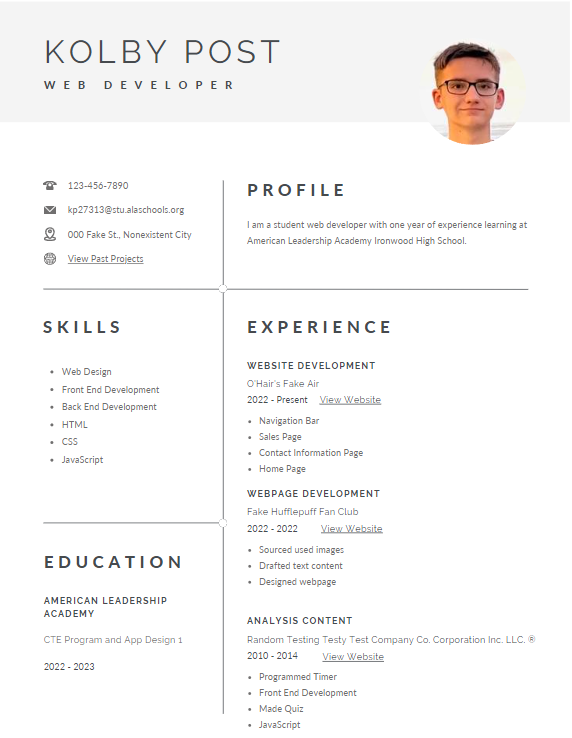 KOLBY POST
WEB DEVELOPER
123-456-7890
kp27313@stu.alaschools.org
000 Fake St., Nonexistent City
View Past Projects
PROFILE
I am a student web developer with one year of experience learning at
American Leadership Academy Ironwood High School.
SKILLS
• Web Design
• Front End Development
• Back End Development
• HTML
• CSS
• JavaScript
EDUCATION
AMERICAN LEADERSHIP
ACADEMY
CTE Program and App Design 1
2022 - 2023
EXPERIENCE
WEBSITE DEVELOPMENT
O'Hair's Fake Air
2022 - Present View Website
• Navigation Bar
• Sales Page
• Contact Information Page
• Home Page
WEBPAGE DEVELOPMENT
Fake Hufflepuff Fan Club
2022 - 2022 View Website
• Sourced used images
• Drafted text content
• Designed webpage
ANALYSIS CONTENT
Random Testing Testy Test Company Co. Corporation Inc. LLC. ®
2010 - 2014 View Website
• Programmed Timer
• Front End Development
• Made Quiz
• JavaScript